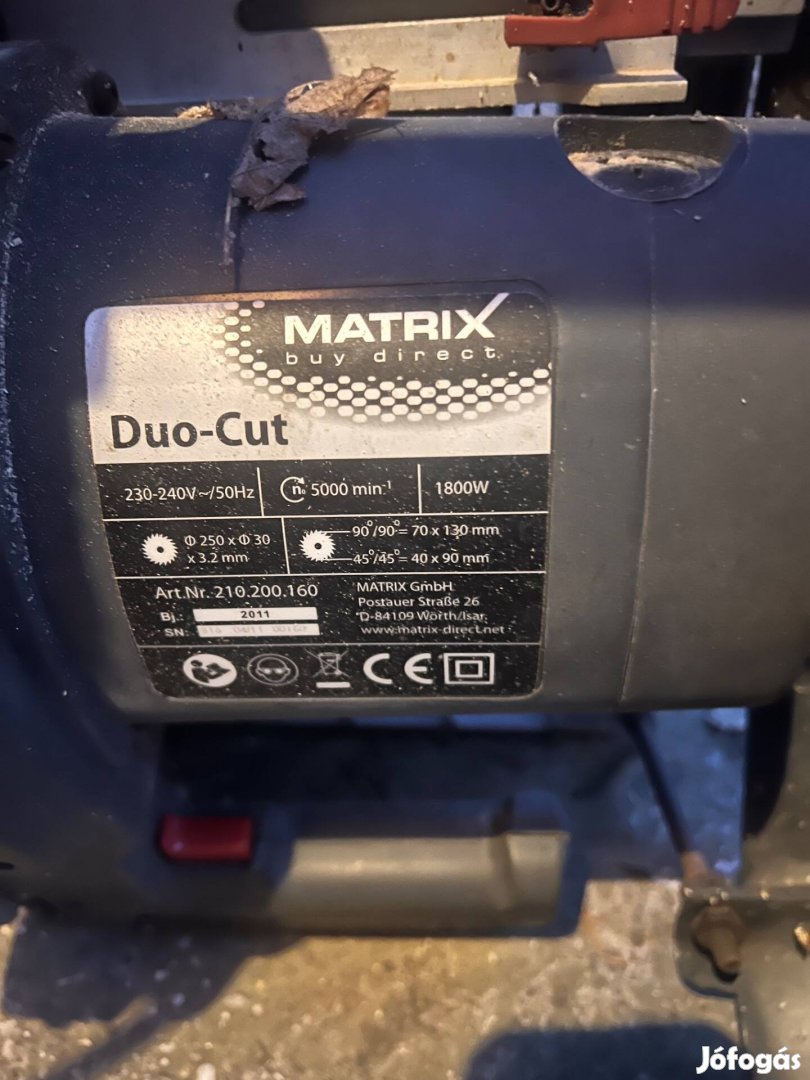 MATRIX
buy direct
Duo-Cut
230-240V~/50Hz n₀ 5000 min⁻¹ 1800W
Φ 250 x Φ 30 x 3.2 mm
90°/90°= 70 x 130 mm
45°/45°= 40 x 90 mm
Art.Nr. 210.200.160
Bj.: 2011
SN:
MATRIX GmbH
Postauer Straße 26
D-84109 Wörth/Isar
www.matrix-direct.net
CE
Jófogás